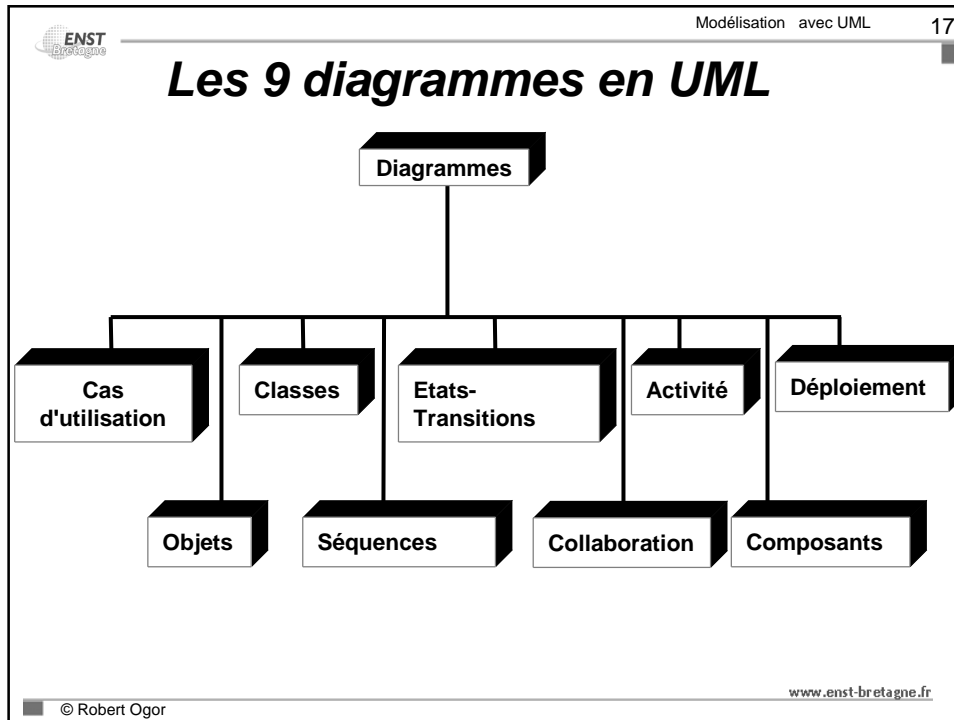 ENST
Bretagne
Modélisation avec UML
17
Les 9 diagrammes en UML
Diagrammes
Cas
d'utilisation
Classes
Etats-
Transitions
Activité
Déploiement
Objets
Séquences
Collaboration
Composants
www.enst-bretagne.fr
© Robert Ogor